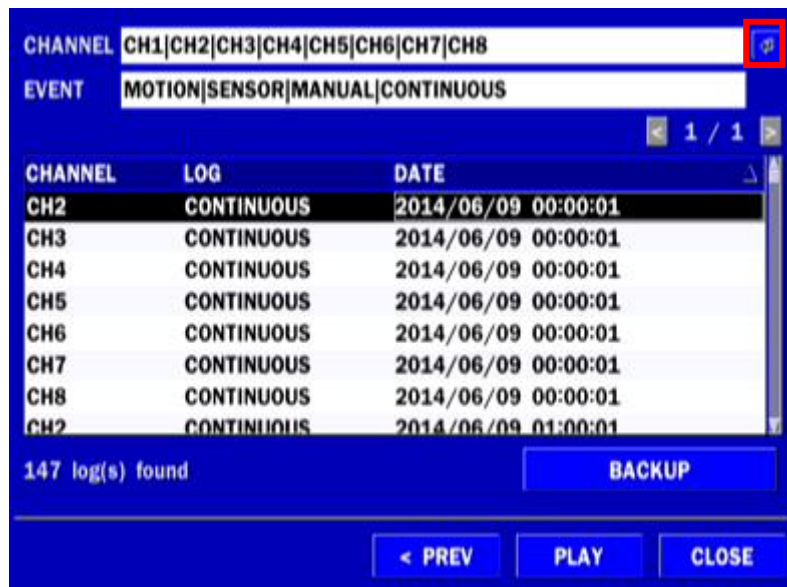 CHANNEL CH1|CH2|CH3|CH4|CH5|CH6|CH7|CH8
EVENT MOTION|SENSOR|MANUAL|CONTINUOUS
< 1 / 1 >
CHANNEL LOG DATE
CH2 CONTINUOUS 2014/06/09 00:00:01
CH3 CONTINUOUS 2014/06/09 00:00:01
CH4 CONTINUOUS 2014/06/09 00:00:01
CH5 CONTINUOUS 2014/06/09 00:00:01
CH6 CONTINUOUS 2014/06/09 00:00:01
CH7 CONTINUOUS 2014/06/09 00:00:01
CH8 CONTINUOUS 2014/06/09 00:00:01
CH2 CONTINUOUS 2014/06/09 01:00:01
147 log(s) found BACKUP
< PREV PLAY CLOSE